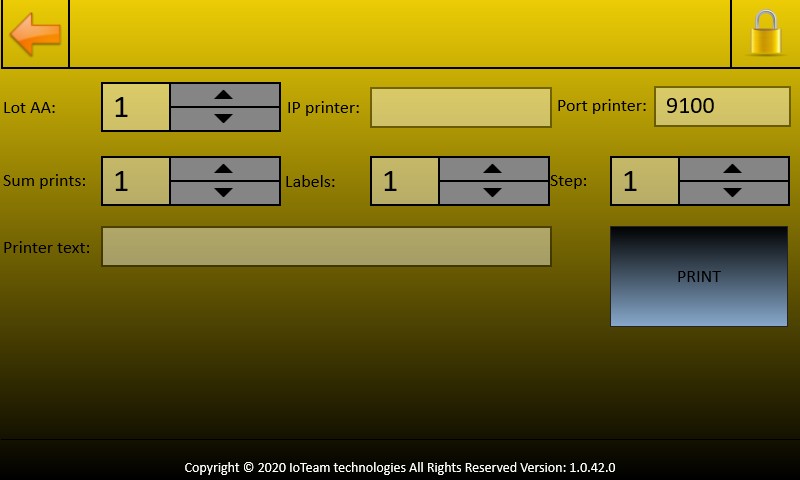 Lot AA: 1 IP printer: Port printer: 9100
Sum prints: 1 Labels: 1 Step: 1
Printer text:
PRINT
Copyright © 2020 IoTeam technologies All Rights Reserved Version: 1.0.42.0